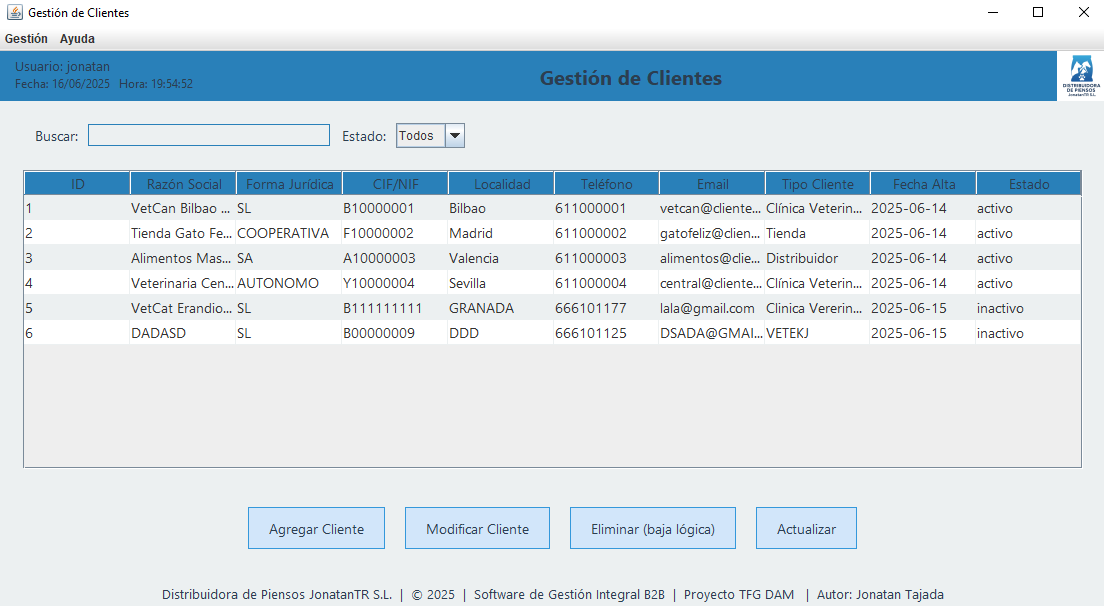 Gestión de Clientes
Gestión Ayuda
Usuario: jonatan
Fecha: 16/06/2025 Hora: 19:54:52
Gestión de Clientes
DISTRIBUIDORA
DE PIENSOS
JonatanTR S.L.
Buscar: Estado: Todos
ID Razón Social Forma Jurídica CIF/NIF Localidad Teléfono Email Tipo Cliente Fecha Alta Estado
1 VetCan Bilbao ... SL B10000001 Bilbao 611000001 vetcan@cliente... Clínica Veterin... 2025-06-14 activo
2 Tienda Gato Fe... COOPERATIVA F10000002 Madrid 611000002 gatofeliz@clien... Tienda 2025-06-14 activo
3 Alimentos Mas... SA A10000003 Valencia 611000003 alimentos@clie... Distribuidor 2025-06-14 activo
4 Veterinaria Cen... AUTONOMO Y10000004 Sevilla 611000004 central@cliente... Clínica Veterin... 2025-06-14 activo
5 VetCat Erandio... SL B111111111 GRANADA 666101177 lala@gmail.com Clinica Vererin... 2025-06-15 inactivo
6 DADASD SL B00000009 DDD 666101125 DSADA@GMAI... VETEKJ 2025-06-15 inactivo
Agregar Cliente Modificar Cliente Eliminar (baja lógica) Actualizar
Distribuidora de Piensos JonatanTR S.L. | © 2025 | Software de Gestión Integral B2B | Proyecto TFG DAM | Autor: Jonatan Tajada